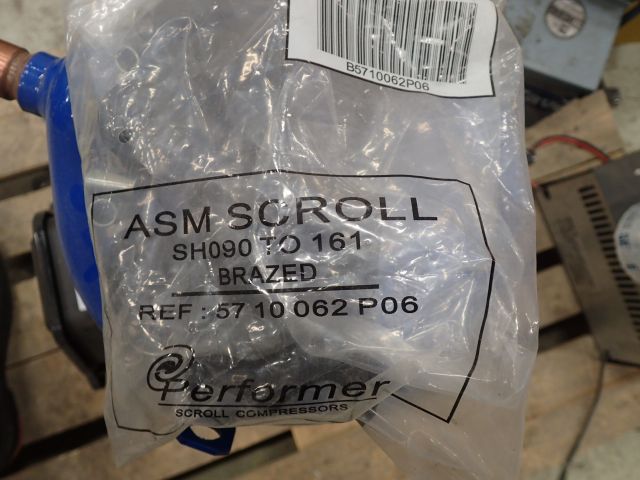 B5710062P06
ASM SCROLL
SH090 TO 161
BRAZED
REF : 57 10 062 P06
Performer
SCROLL COMPRESSORS